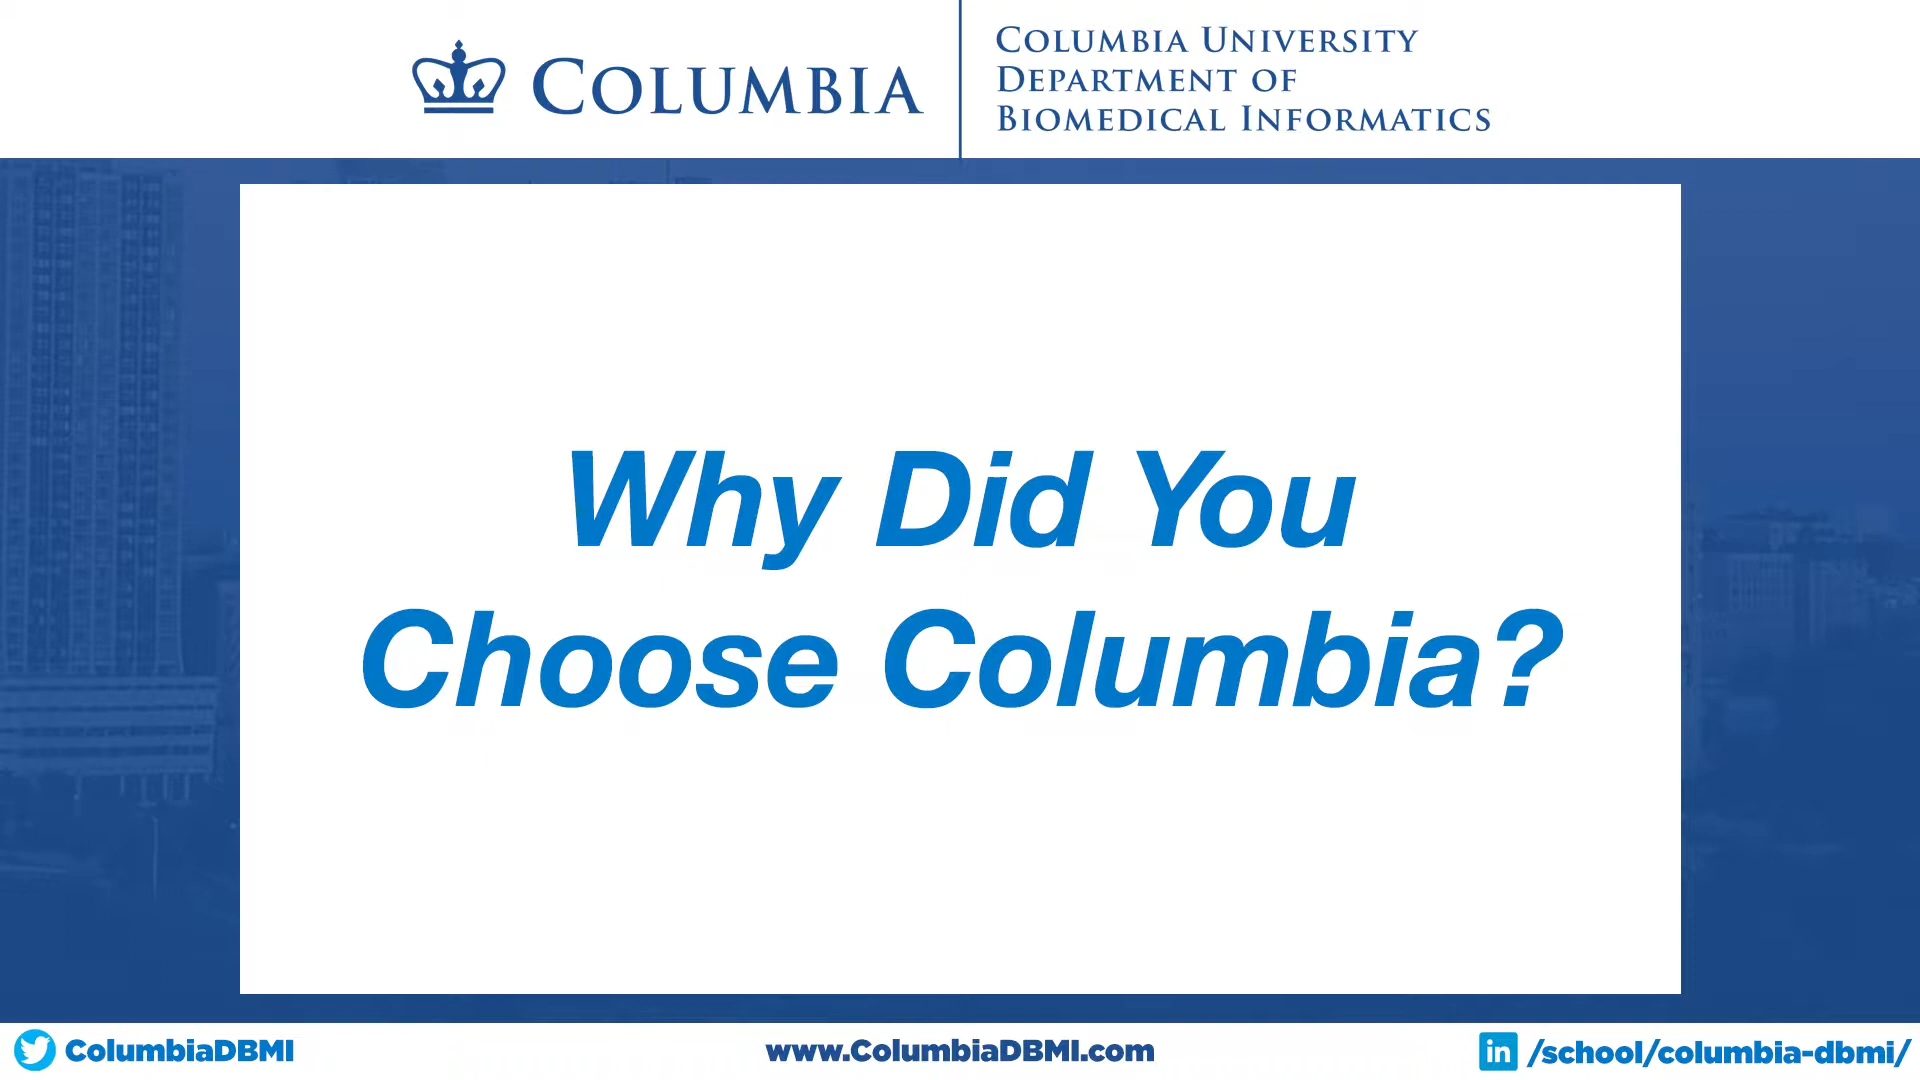 COLUMBIA
COLUMBIA UNIVERSITY
DEPARTMENT OF
BIOMEDICAL INFORMATICS
Why Did You
Choose Columbia?
ColumbiaDBMI
www.ColumbiaDBMI.com
in /school/columbia-dbmi/